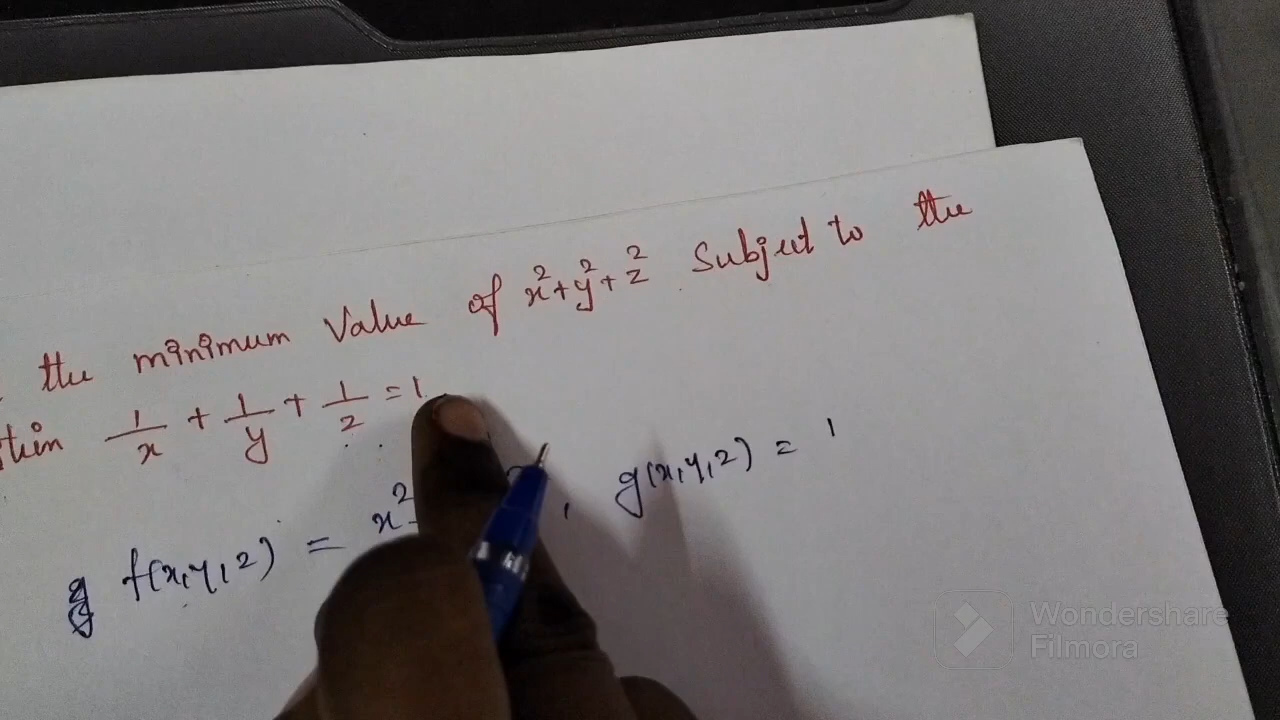 the minimum Value of x²+y²+z² Subject to the
1/x + 1/y + 1/z = 1
f(x,y,z) = x² , g(x,y,z) = 1
Wondershare
Filmora